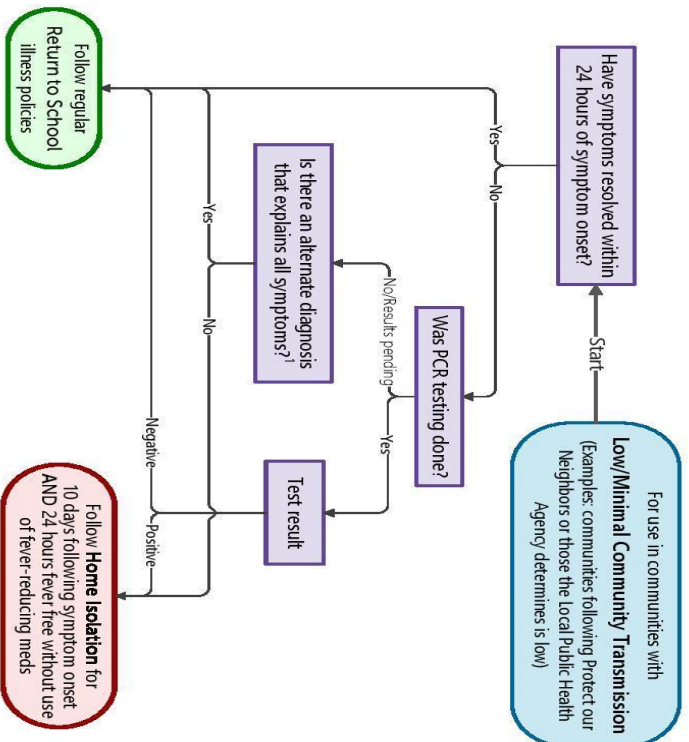 For use in communities with
Low/Minimal Community Transmission
(Examples: communities following Protect our
Neighbors or those the Local Public Health
Agency determines is low)
Start
Have symptoms resolved within
24 hours of symptom onset?
Yes
No
Was PCR testing done?
No/Results pending
Yes
Is there an alternate diagnosis
that explains all symptoms?¹
Yes
No
Test result
Negative
Positive
Follow regular
Return to School
illness policies
Follow Home Isolation for
10 days following symptom onset
AND 24 hours fever free without use
of fever-reducing meds